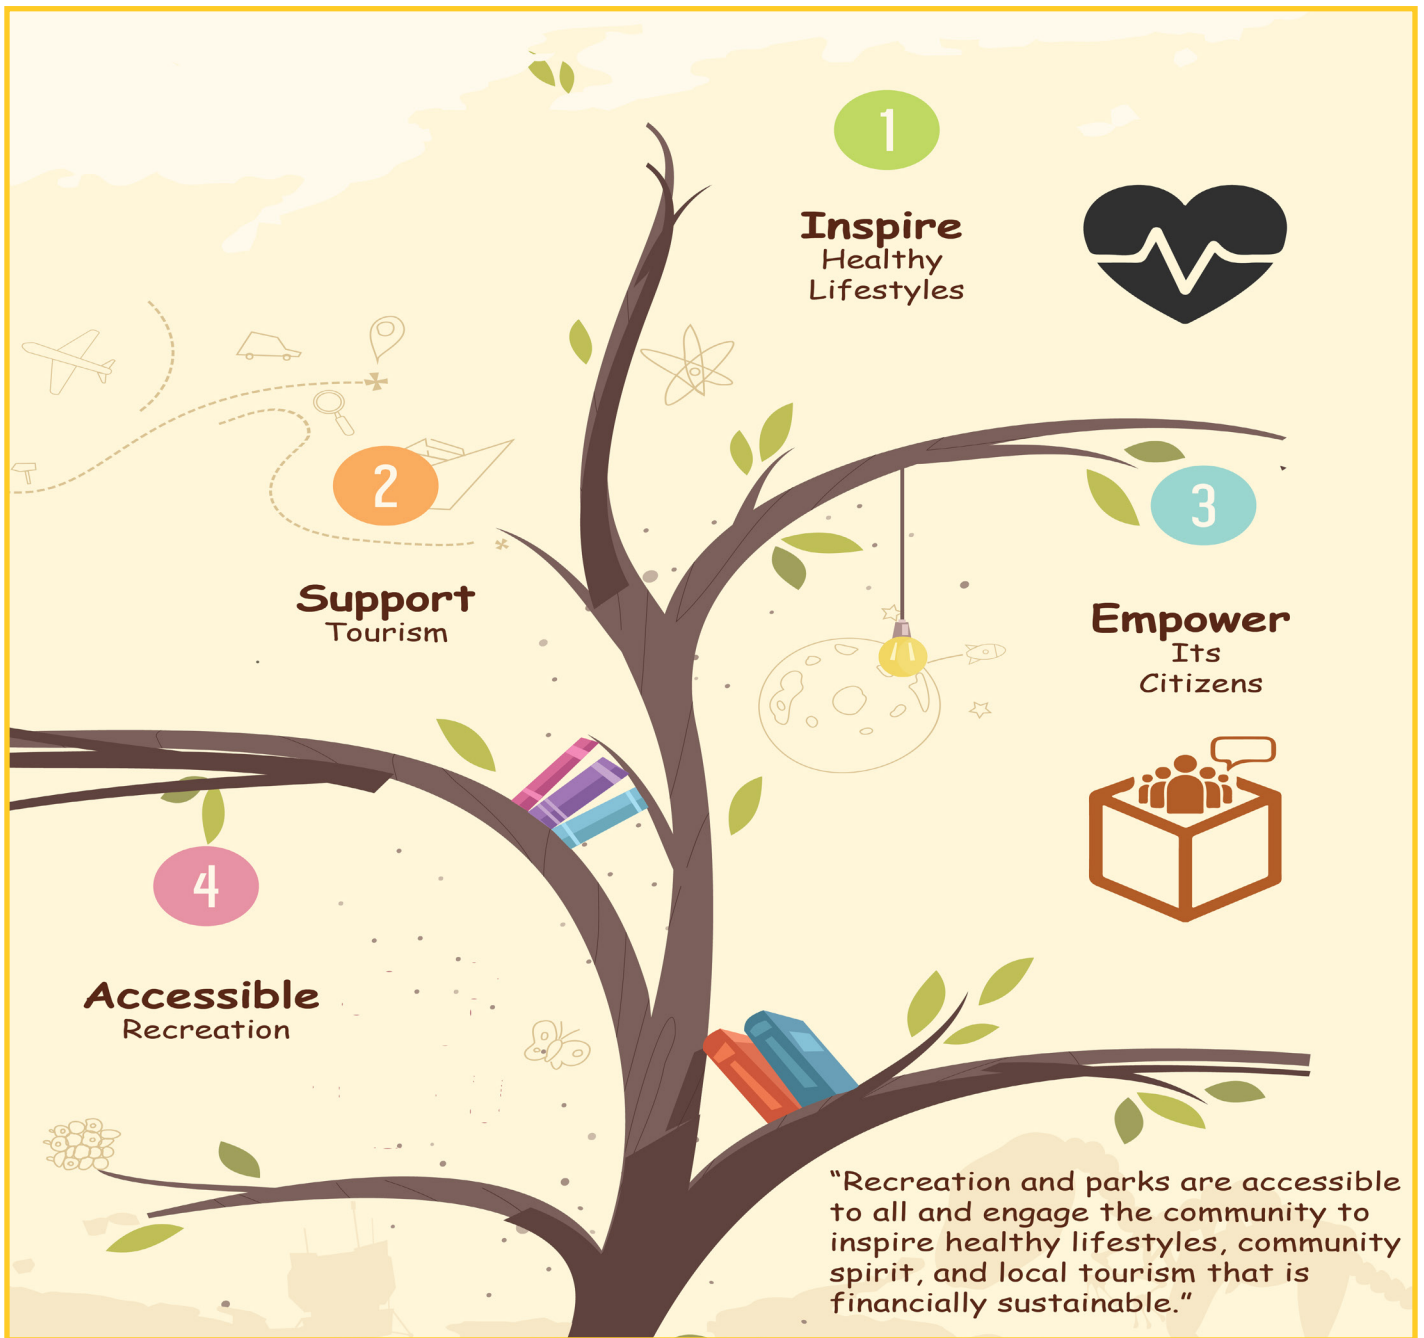 1
Inspire
Healthy
Lifestyles
2
Support
Tourism
3
Empower
Its
Citizens
4
Accessible
Recreation
“Recreation and parks are accessible
to all and engage the community to
inspire healthy lifestyles, community
spirit, and local tourism that is
financially sustainable.”